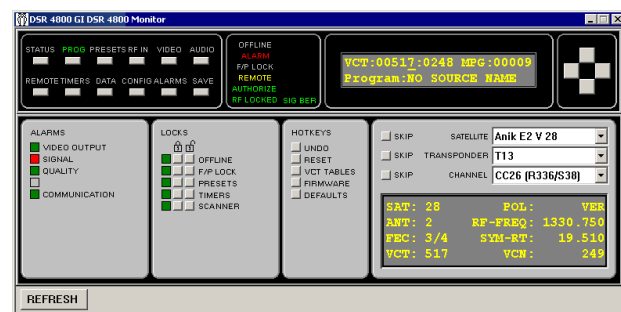 DSR 4800 GI DSR 4800 Monitor
STATUS PROG PRESETS RF IN VIDEO AUDIO
REMOTE TIMERS DATA CONFIG ALARMS SAVE
OFFLINE
ALARM
F/P LOCK
REMOTE
AUTHORIZE
RF LOCKED SIG BER
VCT:00517:0248 MPG:00009
Program:NO SOURCE NAME
ALARMS
VIDEO OUTPUT
SIGNAL
QUALITY
COMMUNICATION
LOCKS
OFFLINE
F/P LOCK
PRESETS
TIMERS
SCANNER
HOTKEYS
UNDO
RESET
VCT TABLES
FIRMWARE
DEFAULTS
SKIP SATELLITE Anik E2 V 28
SKIP TRANSPONDER T13
SKIP CHANNEL CC26 (R336/S38)
SAT: 28 POL: VER
ANT: 2 RF-FREQ: 1330.750
FEC: 3/4 SYM-RT: 19.510
VCT: 517 VCN: 249
REFRESH